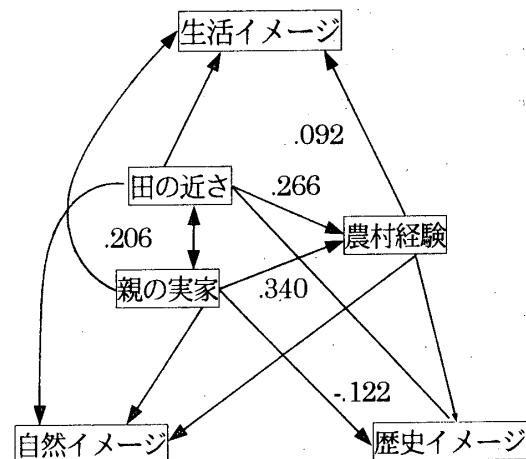 生活イメージ
.092
田の近さ
.266
.206
農村経験
親の実家
.340
-.122
自然イメージ
歴史イメージ